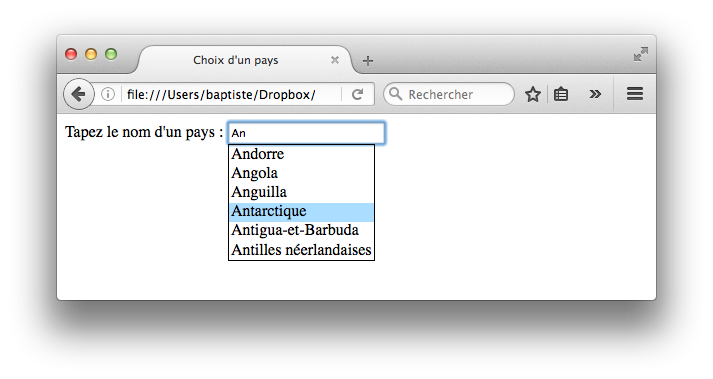 Choix d'un pays
file:///Users/baptiste/Dropbox/ Rechercher
Tapez le nom d'un pays : An
Andorre
Angola
Anguilla
Antarctique
Antigua-et-Barbuda
Antilles néerlandaises